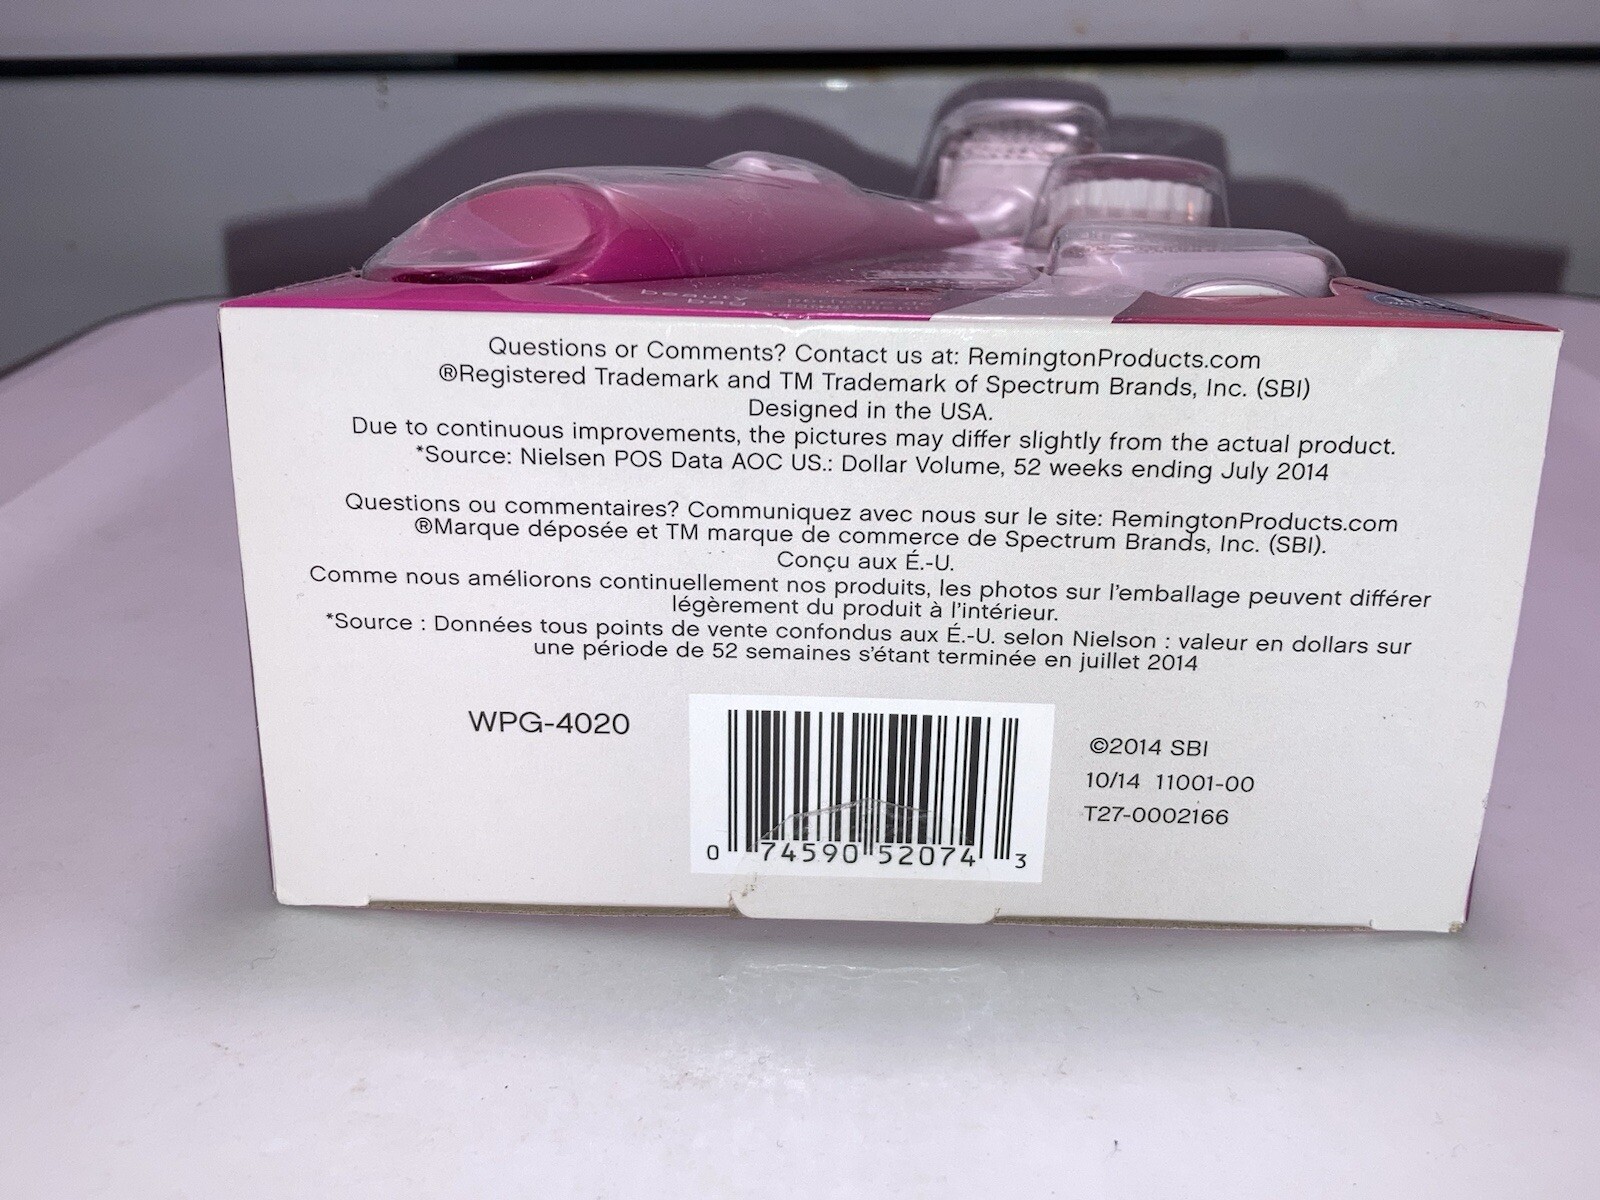 beauty
Questions or Comments? Contact us at: RemingtonProducts.com
®Registered Trademark and TM Trademark of Spectrum Brands, Inc. (SBI)
Designed in the USA.
Due to continuous improvements, the pictures may differ slightly from the actual product.
*Source: Nielsen POS Data AOC US.: Dollar Volume, 52 weeks ending July 2014
Questions ou commentaires? Communiquez avec nous sur le site: RemingtonProducts.com
®Marque déposée et TM marque de commerce de Spectrum Brands, Inc. (SBI).
Conçu aux É.-U.
Comme nous améliorons continuellement nos produits, les photos sur l'emballage peuvent différer
légèrement du produit à l'intérieur.
*Source : Données tous points de vente confondus aux É.-U. selon Nielson : valeur en dollars sur
une période de 52 semaines s'étant terminée en juillet 2014
WPG-4020
©2014 SBI
10/14 11001-00
T27-0002166
0 74590 52074 3